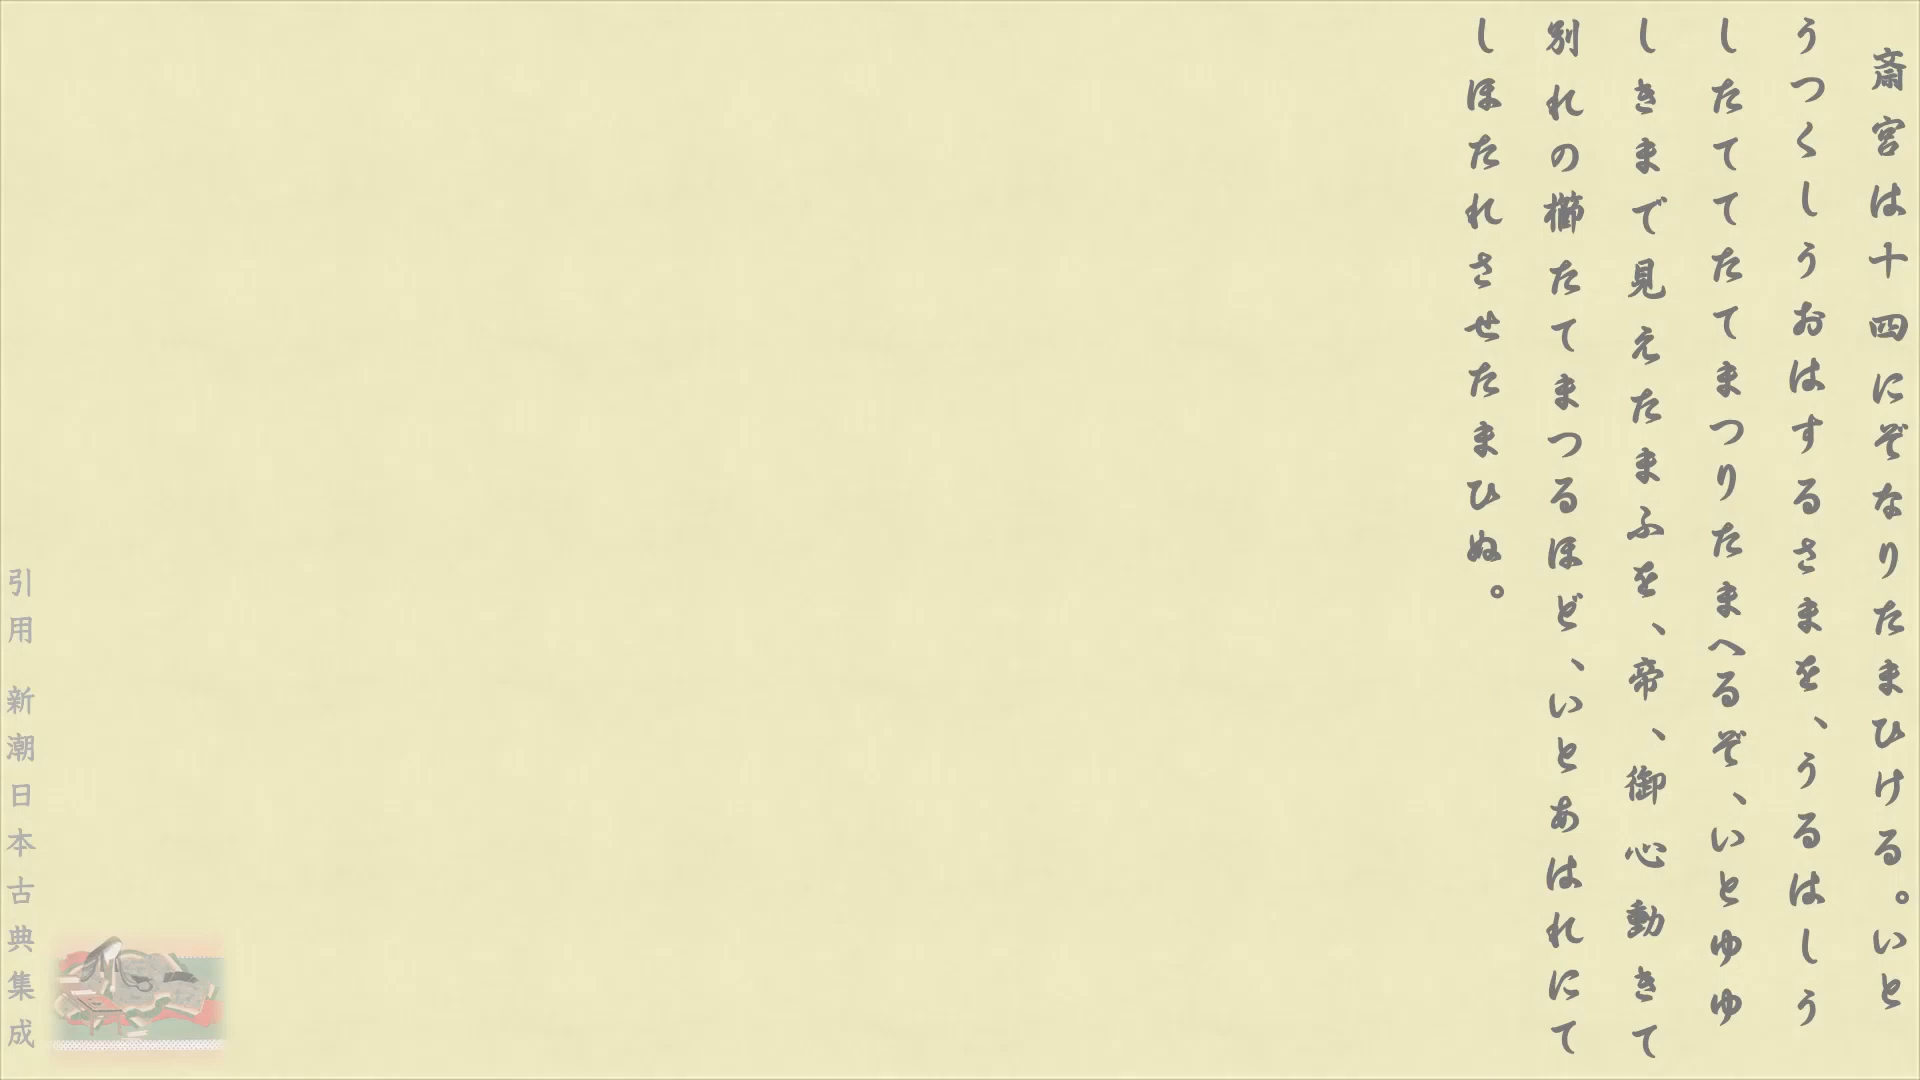 斎宮は十四にぞなりたまひける。いと
うつくしうおはするさまを、うるはしう
したててたてまつりたまへるぞ、いとゆゆ
しきまで見えたまふを、帝、御心動きて
別れの櫛たてまつるほど、いとあはれにて
しほたれさせたまひぬ。
引用 新潮日本古典集成